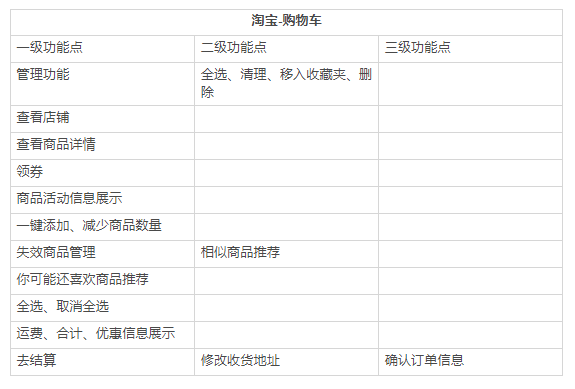 淘宝-购物车
一级功能点 二级功能点 三级功能点
管理功能 全选、清理、移入收藏夹、删
除
查看店铺
查看商品详情
领券
商品活动信息展示
一键添加、减少商品数量
失效商品管理 相似商品推荐
你可能还喜欢商品推荐
全选、取消全选
运费、合计、优惠信息展示
去结算 修改收货地址 确认订单信息